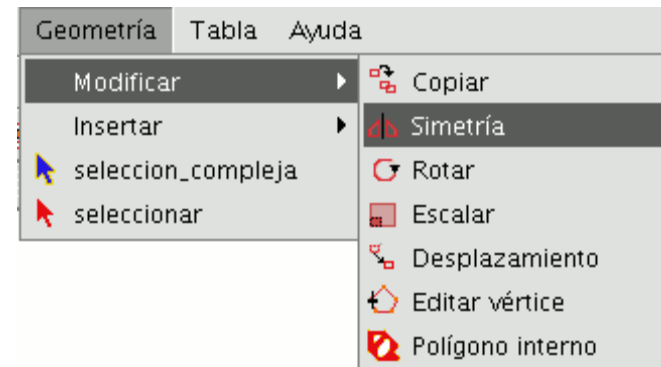 Geometría Tabla Ayuda
Modificar
Insertar
seleccion_compleja
seleccionar
Copiar
Simetría
Rotar
Escalar
Desplazamiento
Editar vértice
Polígono interno